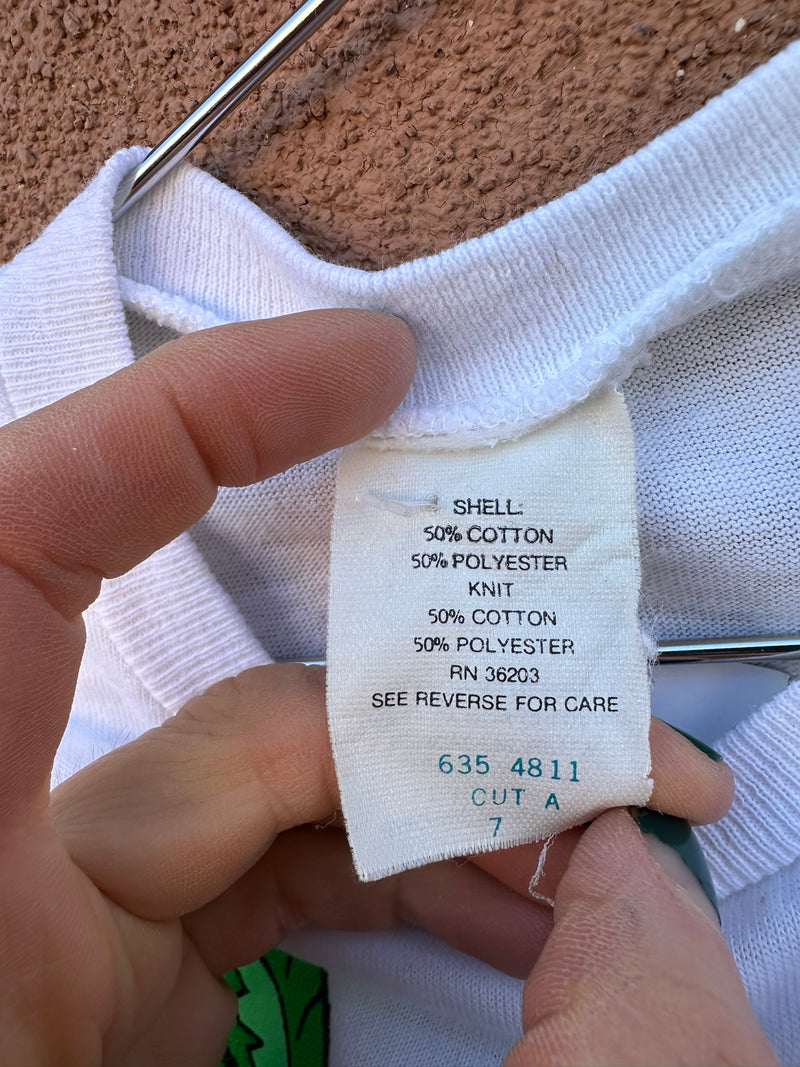 SHELL:
50% COTTON
50% POLYESTER
KNIT
50% COTTON
50% POLYESTER
RN 36203
SEE REVERSE FOR CARE
635 4811
CUT A
7